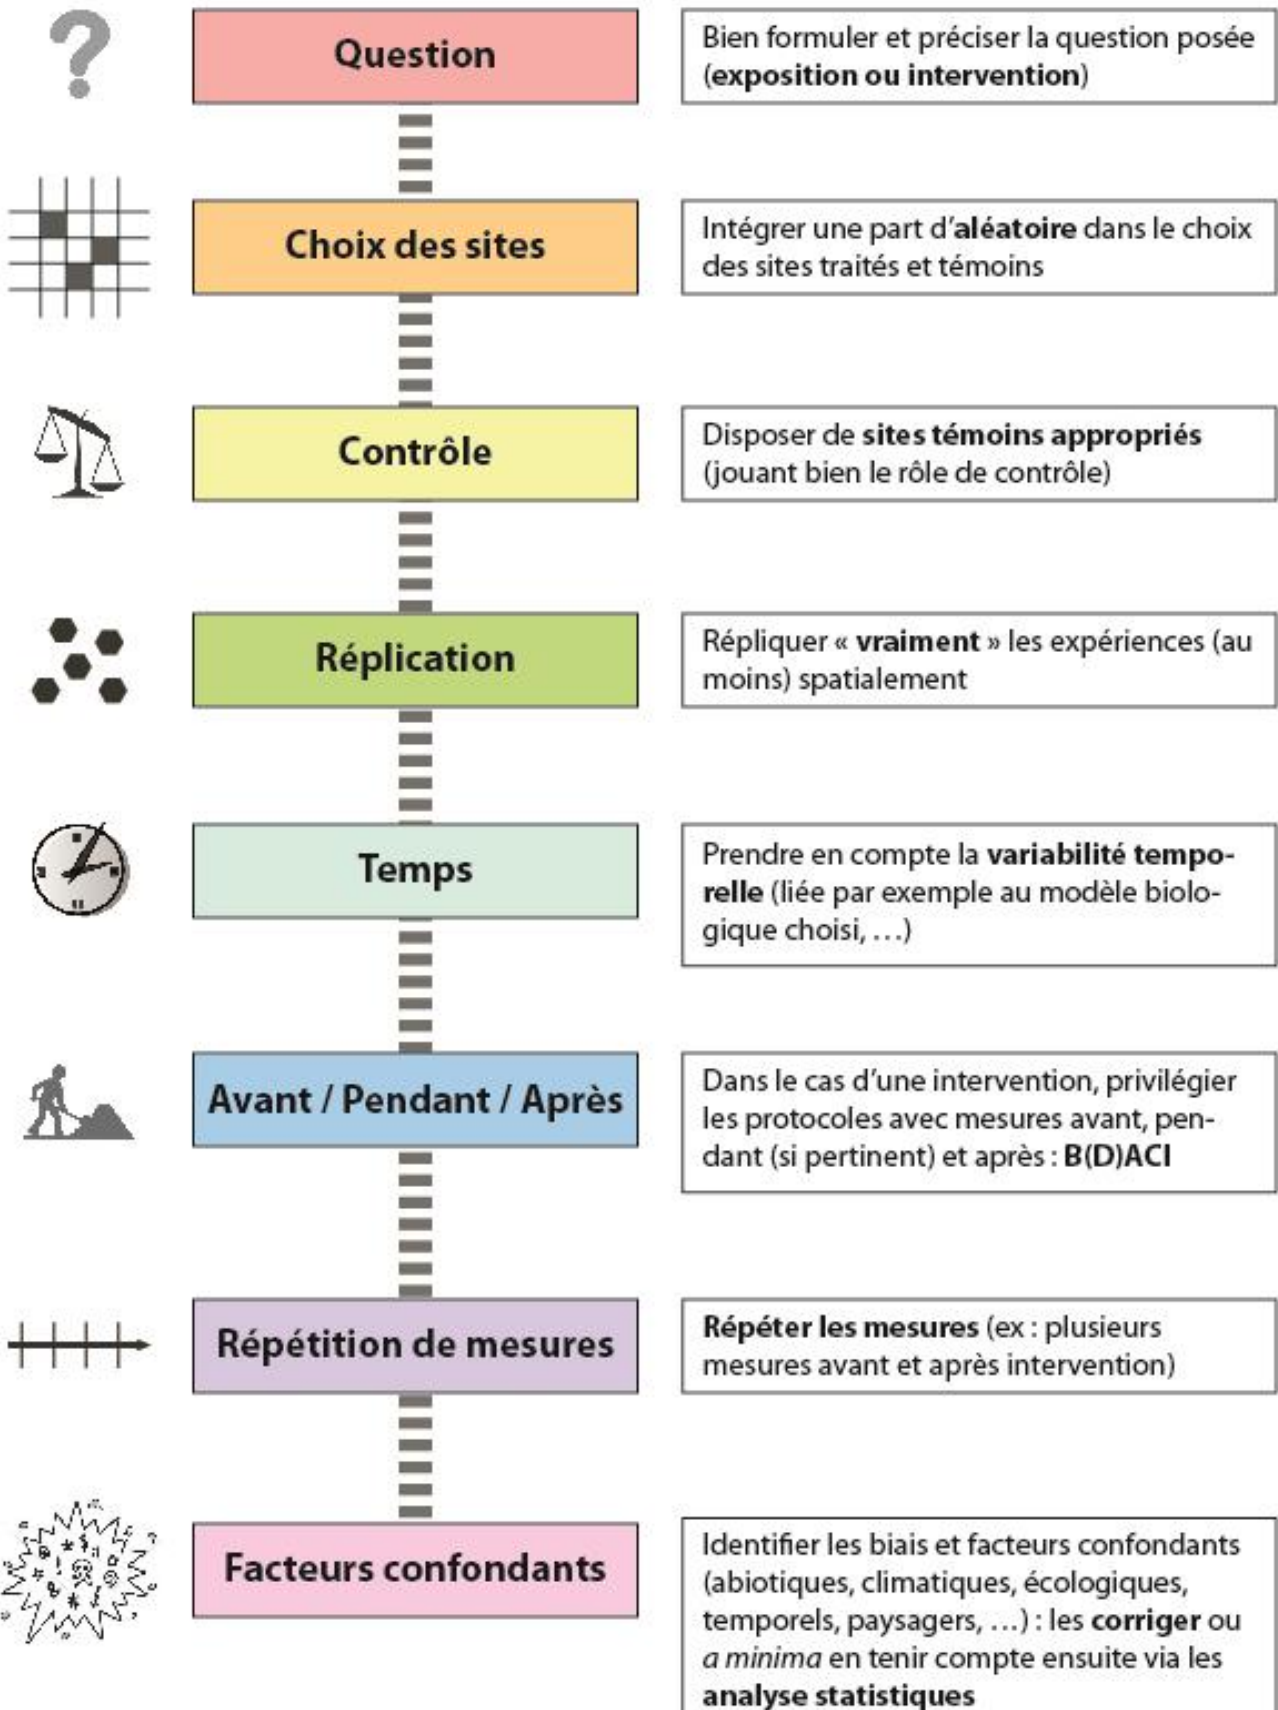 Question
Bien formuler et préciser la question posée
(exposition ou intervention)
Choix des sites
Intégrer une part d'aléatoire dans le choix
des sites traités et témoins
Contrôle
Disposer de sites témoins appropriés
(jouant bien le rôle de contrôle)
Réplication
Répliquer « vraiment » les expériences (au
moins) spatialement
Temps
Prendre en compte la variabilité tempo-
relle (liée par exemple au modèle biolo-
gique choisi, …)
Avant / Pendant / Après
Dans le cas d'une intervention, privilégier
les protocoles avec mesures avant, pen-
dant (si pertinent) et après : B(D)ACI
Répétition de mesures
Répéter les mesures (ex : plusieurs
mesures avant et après intervention)
Facteurs confondants
Identifier les biais et facteurs confondants
(abiotiques, climatiques, écologiques,
temporels, paysagers, …) : les corriger ou
a minima en tenir compte ensuite via les
analyse statistiques